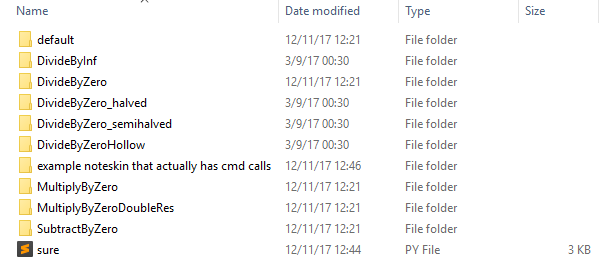 Name Date modified Type Size
default 12/11/17 12:21 File folder
DivideByInf 3/9/17 00:30 File folder
DivideByZero 12/11/17 12:21 File folder
DivideByZero_halved 3/9/17 00:30 File folder
DivideByZero_semihalved 3/9/17 00:30 File folder
DivideByZeroHollow 3/9/17 00:30 File folder
example noteskin that actually has cmd calls 12/11/17 12:46 File folder
MultiplyByZero 12/11/17 12:21 File folder
MultiplyByZeroDoubleRes 12/11/17 12:21 File folder
SubtractByZero 12/11/17 12:21 File folder
sure 12/11/17 12:44 PY File 3 KB